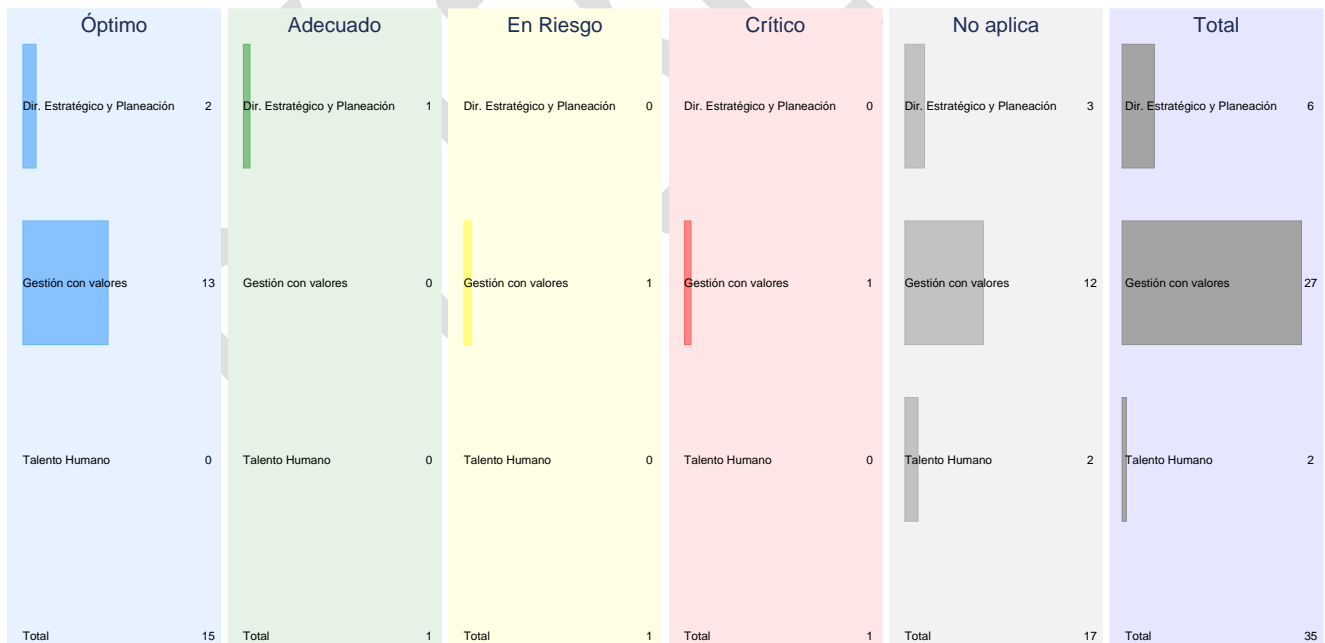 Óptimo Adecuado En Riesgo Crítico No aplica Total
Dir. Estratégico y Planeación 2 Dir. Estratégico y Planeación 1 Dir. Estratégico y Planeación 0 Dir. Estratégico y Planeación 0 Dir. Estratégico y Planeación 3 Dir. Estratégico y Planeación 6
Gestión con valores 13 Gestión con valores 0 Gestión con valores 1 Gestión con valores 1 Gestión con valores 12 Gestión con valores 27
Talento Humano 0 Talento Humano 0 Talento Humano 0 Talento Humano 0 Talento Humano 2 Talento Humano 2
Total 15 Total 1 Total 1 Total 1 Total 17 Total 35